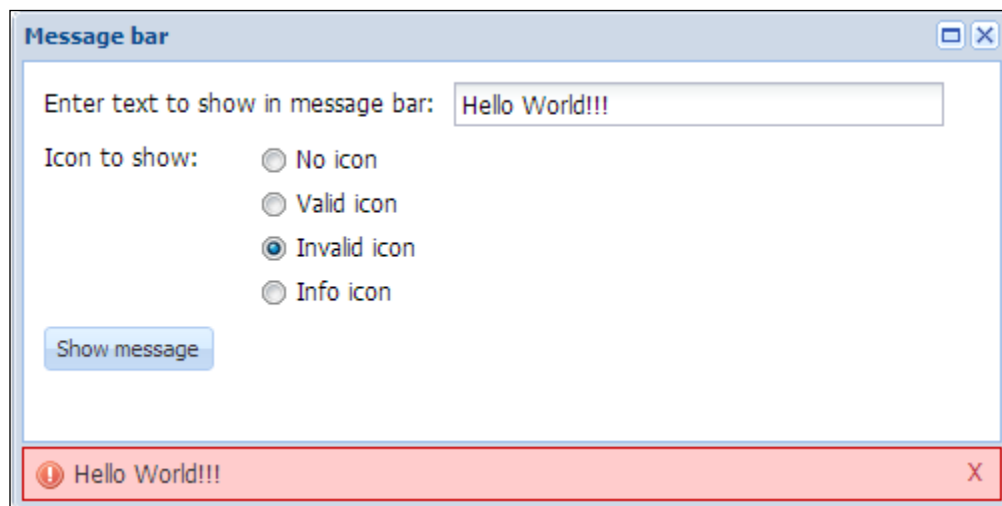 Message bar
Enter text to show in message bar: Hello World!!!
Icon to show: No icon
Valid icon
Invalid icon
Info icon
Show message
Hello World!!! X